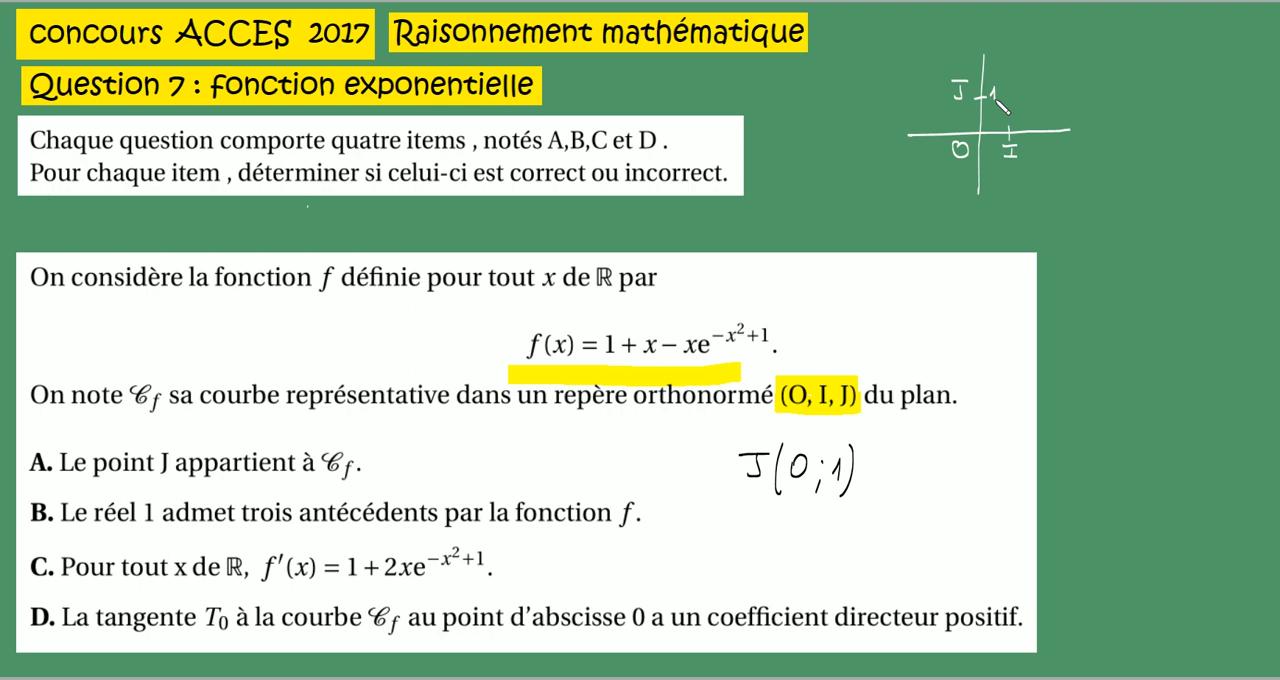 concours ACCES 2017 Raisonnement mathématique
Question 7 : fonction exponentielle
J 1
O I
Chaque question comporte quatre items , notés A,B,C et D .
Pour chaque item , déterminer si celui-ci est correct ou incorrect.
On considère la fonction f définie pour tout x de ℝ par
f(x) = 1 + x − xe^{−x²+1}.
On note 𝒞_f sa courbe représentative dans un repère orthonormé (O, I, J) du plan.
A. Le point J appartient à 𝒞_f.
J(0;1)
B. Le réel 1 admet trois antécédents par la fonction f.
C. Pour tout x de ℝ, f′(x) = 1 + 2xe^{−x²+1}.
D. La tangente T₀ à la courbe 𝒞_f au point d'abscisse 0 a un coefficient directeur positif.